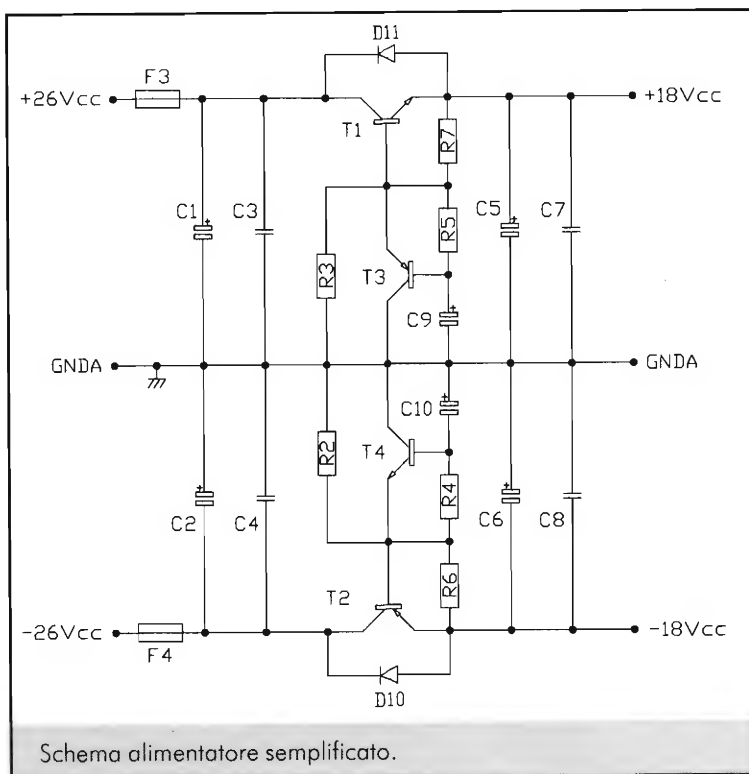 D11
F3
+26Vcc
+18Vcc
T1
R7
C1
C3
C5
C7
R5
R3
T3
C9
GNDA
GNDA
C10
R2
T4
C2
C4
R4
C6
C8
T2
R6
-26Vcc
-18Vcc
F4
D10
Schema alimentatore semplificato.